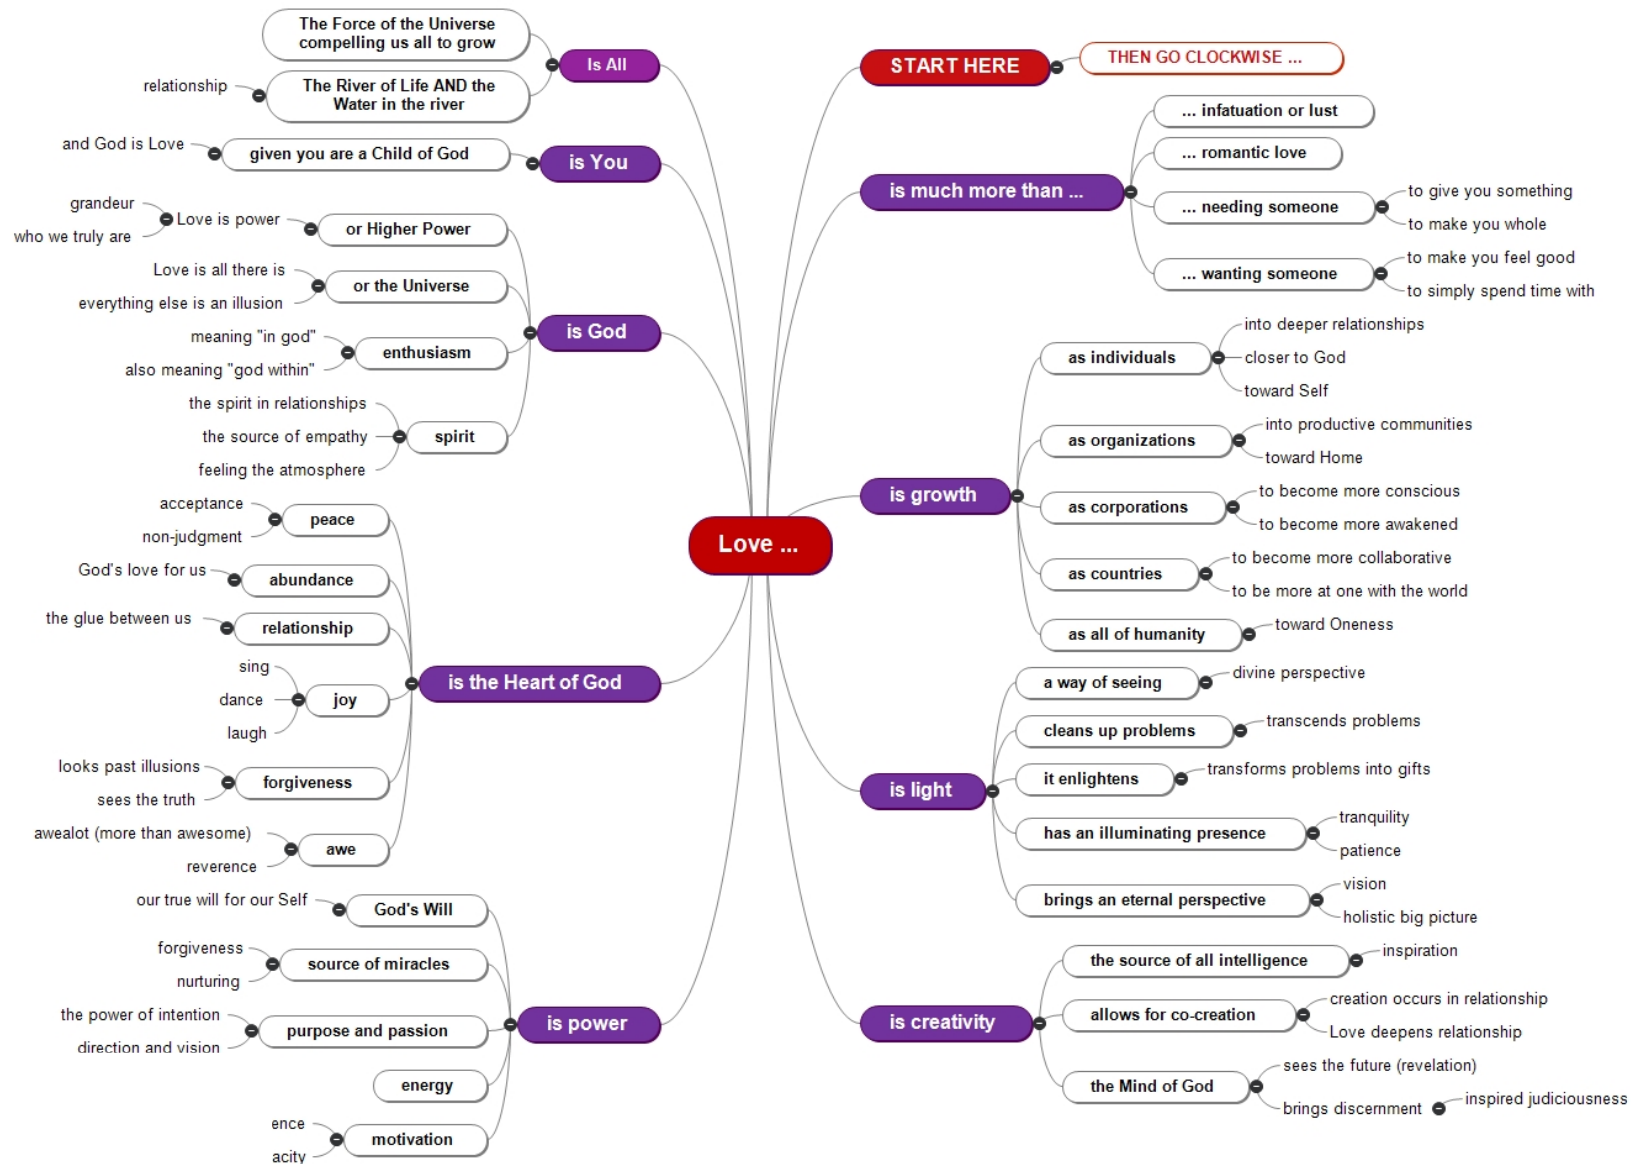 Love ...
START HERE
THEN GO CLOCKWISE ...
is much more than ...
... infatuation or lust
... romantic love
... needing someone
to give you something
to make you whole
... wanting someone
to make you feel good
to simply spend time with
is growth
as individuals
into deeper relationships
closer to God
toward Self
as organizations
into productive communities
toward Home
as corporations
to become more conscious
to become more awakened
as countries
to become more collaborative
to be more at one with the world
as all of humanity
toward Oneness
is light
a way of seeing
divine perspective
cleans up problems
transcends problems
it enlightens
transforms problems into gifts
has an illuminating presence
tranquility
patience
brings an eternal perspective
vision
holistic big picture
is creativity
the source of all intelligence
inspiration
allows for co-creation
creation occurs in relationship
Love deepens relationship
the Mind of God
sees the future (revelation)
brings discernment
inspired judiciousness
is power
God's Will
our true will for our Self
source of miracles
forgiveness
nurturing
purpose and passion
the power of intention
direction and vision
energy
motivation
ence
acity
is the Heart of God
peace
acceptance
non-judgment
abundance
God's love for us
relationship
the glue between us
joy
sing
dance
laugh
forgiveness
looks past illusions
sees the truth
awe
awealot (more than awesome)
reverence
is God
or Higher Power
Love is power
grandeur
who we truly are
or the Universe
Love is all there is
everything else is an illusion
enthusiasm
meaning "in god"
also meaning "god within"
spirit
the spirit in relationships
the source of empathy
feeling the atmosphere
is You
given you are a Child of God
and God is Love
Is All
The Force of the Universe
compelling us all to grow
The River of Life AND the
Water in the river
relationship